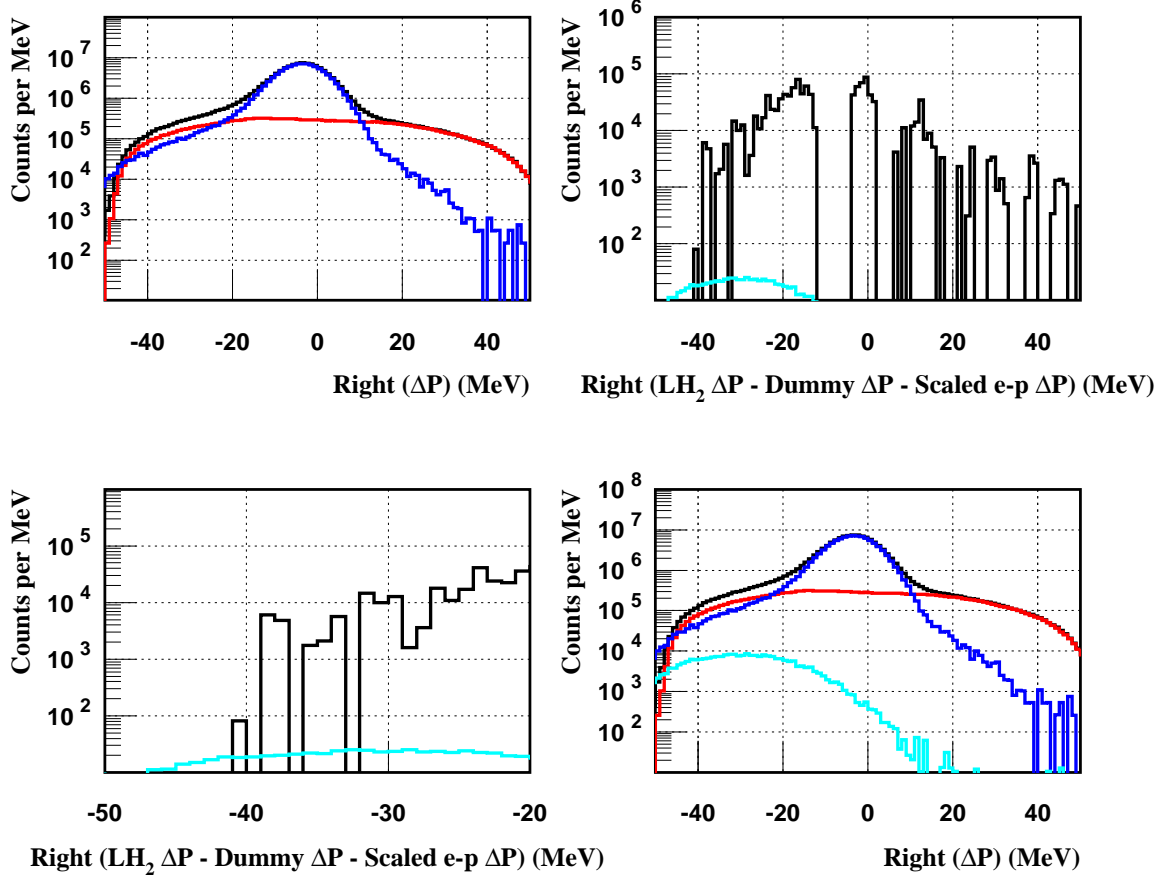 Counts per MeV
10^7
10^6
10^5
10^4
10^3
10^2
-40 -20 0 20 40
Right (ΔP) (MeV)
Counts per MeV
10^6
10^5
10^4
10^3
10^2
-40 -20 0 20 40
Right (LH₂ ΔP - Dummy ΔP - Scaled e-p ΔP) (MeV)
Counts per MeV
10^5
10^4
10^3
10^2
-50 -40 -30 -20
Right (LH₂ ΔP - Dummy ΔP - Scaled e-p ΔP) (MeV)
Counts per MeV
10^8
10^7
10^6
10^5
10^4
10^3
10^2
-40 -20 0 20 40
Right (ΔP) (MeV)